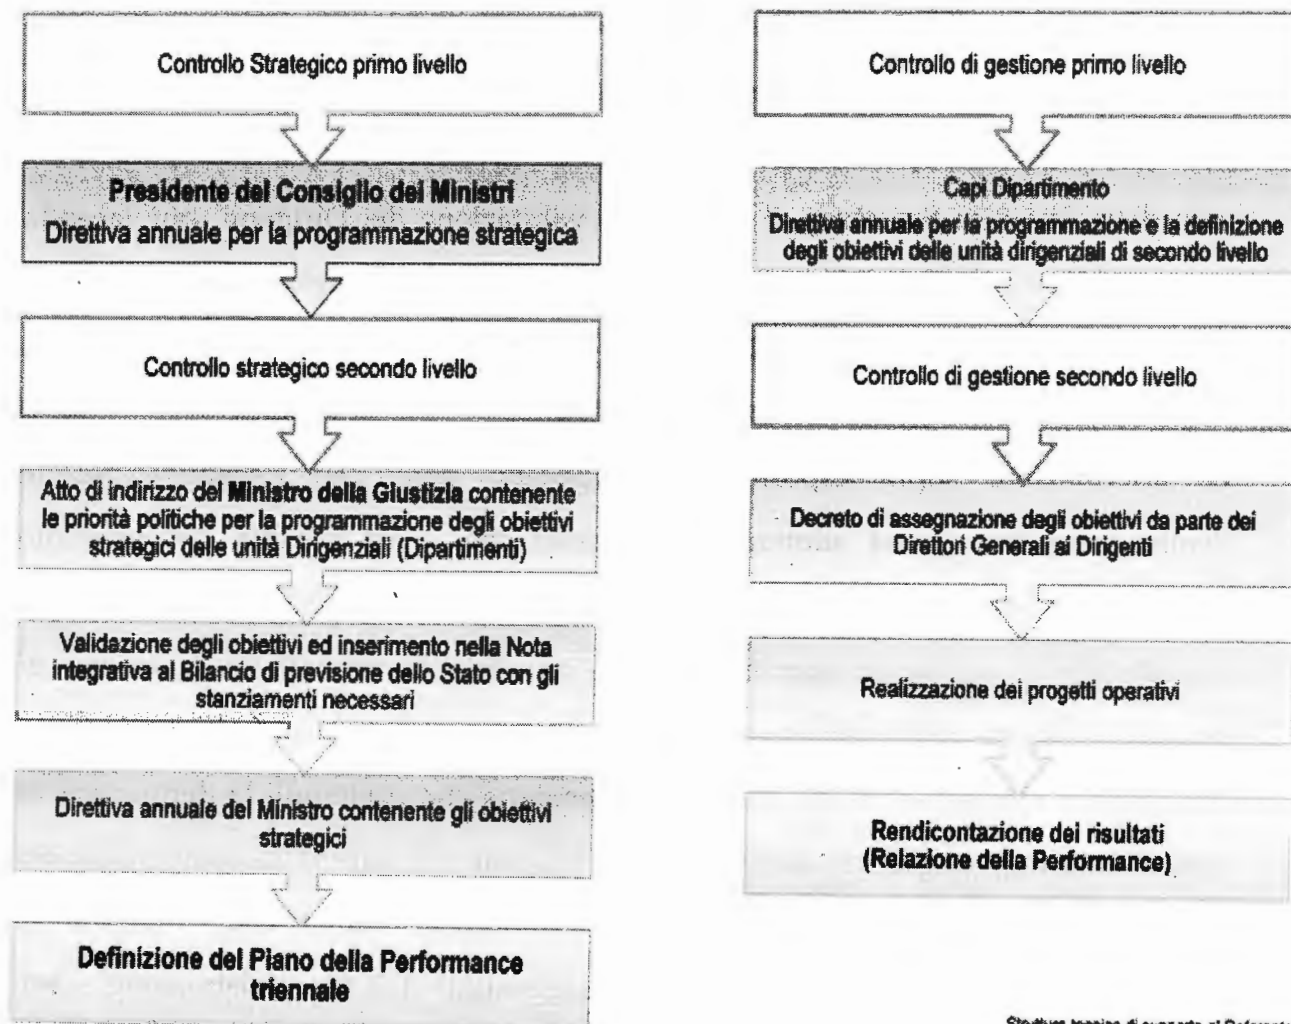 Controllo Strategico primo livello
Presidente del Consiglio dei Ministri
Direttiva annuale per la programmazione strategica
Controllo strategico secondo livello
Atto di indirizzo del Ministro della Giustizia contenente
le priorità politiche per la programmazione degli obiettivi
strategici delle unità Dirigenziali (Dipartimenti)
Validazione degli obiettivi ed inserimento nella Nota
integrativa al Bilancio di previsione dello Stato con gli
stanziamenti necessari
Direttiva annuale del Ministro contenente gli obiettivi
strategici
Definizione del Piano della Performance
triennale
Controllo di gestione primo livello
Capi Dipartimento
Direttiva annuale per la programmazione e la definizione
degli obiettivi delle unità dirigenziali di secondo livello
Controllo di gestione secondo livello
Decreto di assegnazione degli obiettivi da parte dei
Direttori Generali ai Dirigenti
Realizzazione dei progetti operativi
Rendicontazione dei risultati
(Relazione della Performance)